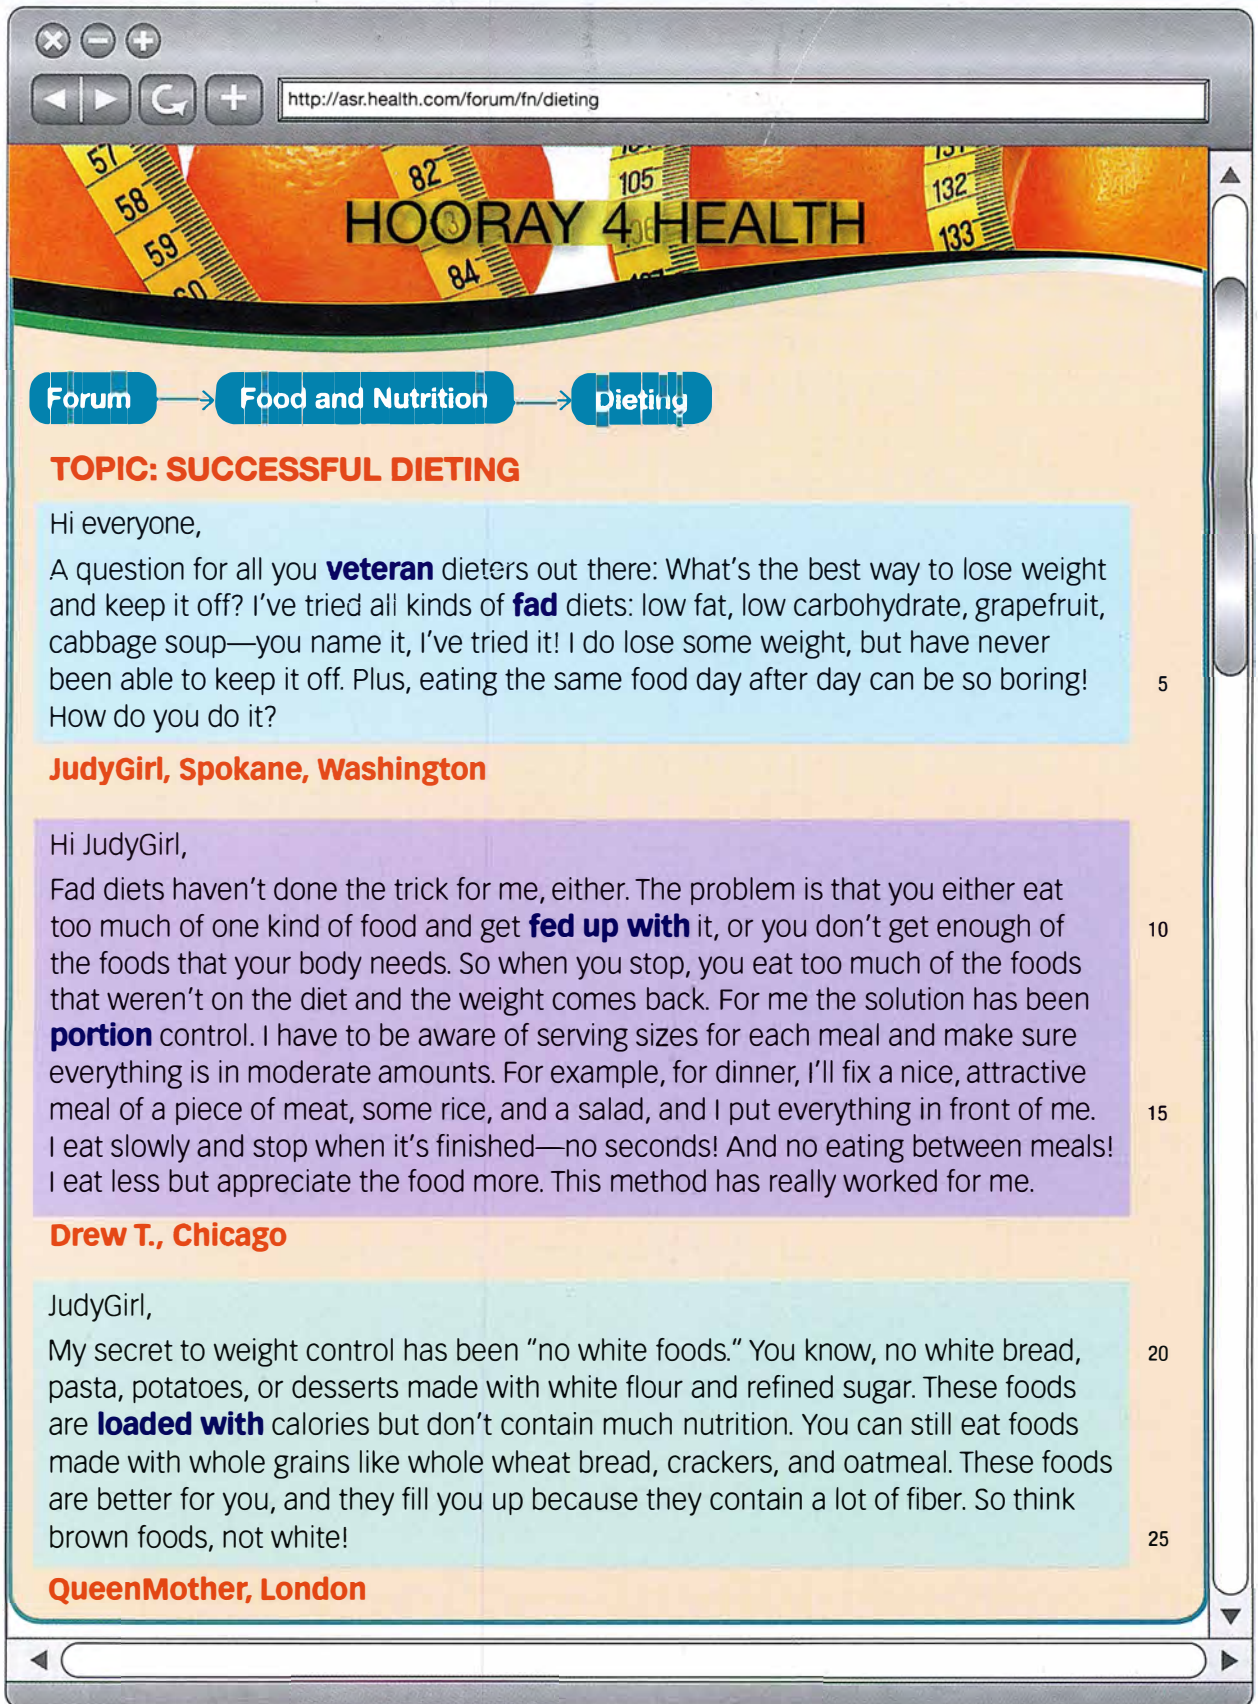 http://asr.health.com/forum/fn/dieting
57
58
59
60
82
84
105
132
133
HOORAY 4 HEALTH
Forum
Food and Nutrition
Dieting
TOPIC: SUCCESSFUL DIETING
Hi everyone,
A question for all you veteran dieters out there: What's the best way to lose weight
and keep it off? I've tried all kinds of fad diets: low fat, low carbohydrate, grapefruit,
cabbage soup—you name it, I've tried it! I do lose some weight, but have never
been able to keep it off. Plus, eating the same food day after day can be so boring! 5
How do you do it?
JudyGirl, Spokane, Washington
Hi JudyGirl,
Fad diets haven't done the trick for me, either. The problem is that you either eat
too much of one kind of food and get fed up with it, or you don't get enough of 10
the foods that your body needs. So when you stop, you eat too much of the foods
that weren't on the diet and the weight comes back. For me the solution has been
portion control. I have to be aware of serving sizes for each meal and make sure
everything is in moderate amounts. For example, for dinner, I'll fix a nice, attractive
meal of a piece of meat, some rice, and a salad, and I put everything in front of me. 15
I eat slowly and stop when it's finished—no seconds! And no eating between meals!
I eat less but appreciate the food more. This method has really worked for me.
Drew T., Chicago
JudyGirl,
My secret to weight control has been "no white foods." You know, no white bread, 20
pasta, potatoes, or desserts made with white flour and refined sugar. These foods
are loaded with calories but don't contain much nutrition. You can still eat foods
made with whole grains like whole wheat bread, crackers, and oatmeal. These foods
are better for you, and they fill you up because they contain a lot of fiber. So think
brown foods, not white! 25
QueenMother, London